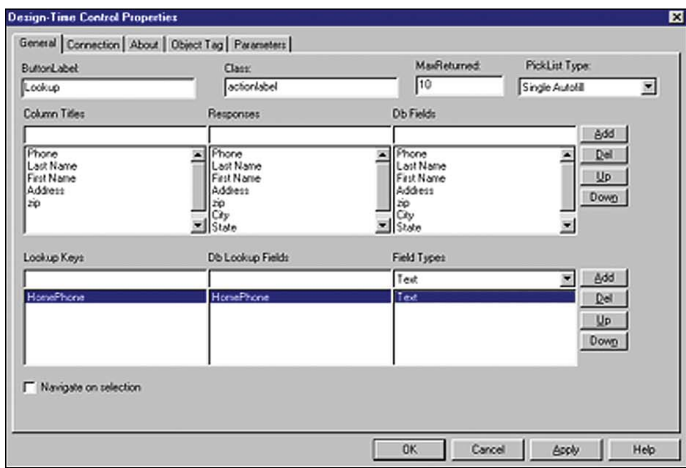 Design-Time Control Properties
General Connection About Object Tag Parameters
ButtonLabel: Class: MaxReturned: PickList Type:
Lookup actionlabel 10 Single Autofill
Column Titles Responses Db Fields
Add
Phone Phone Phone Del
Last Name Last Name Last Name
First Name First Name First Name Up
Address Address Address
zip zip zip Down
City City
State State
Lookup Keys Db Lookup Fields Field Types
Text Add
HomePhone HomePhone Text Del
Up
Down
Navigate on selection
OK Cancel Apply Help